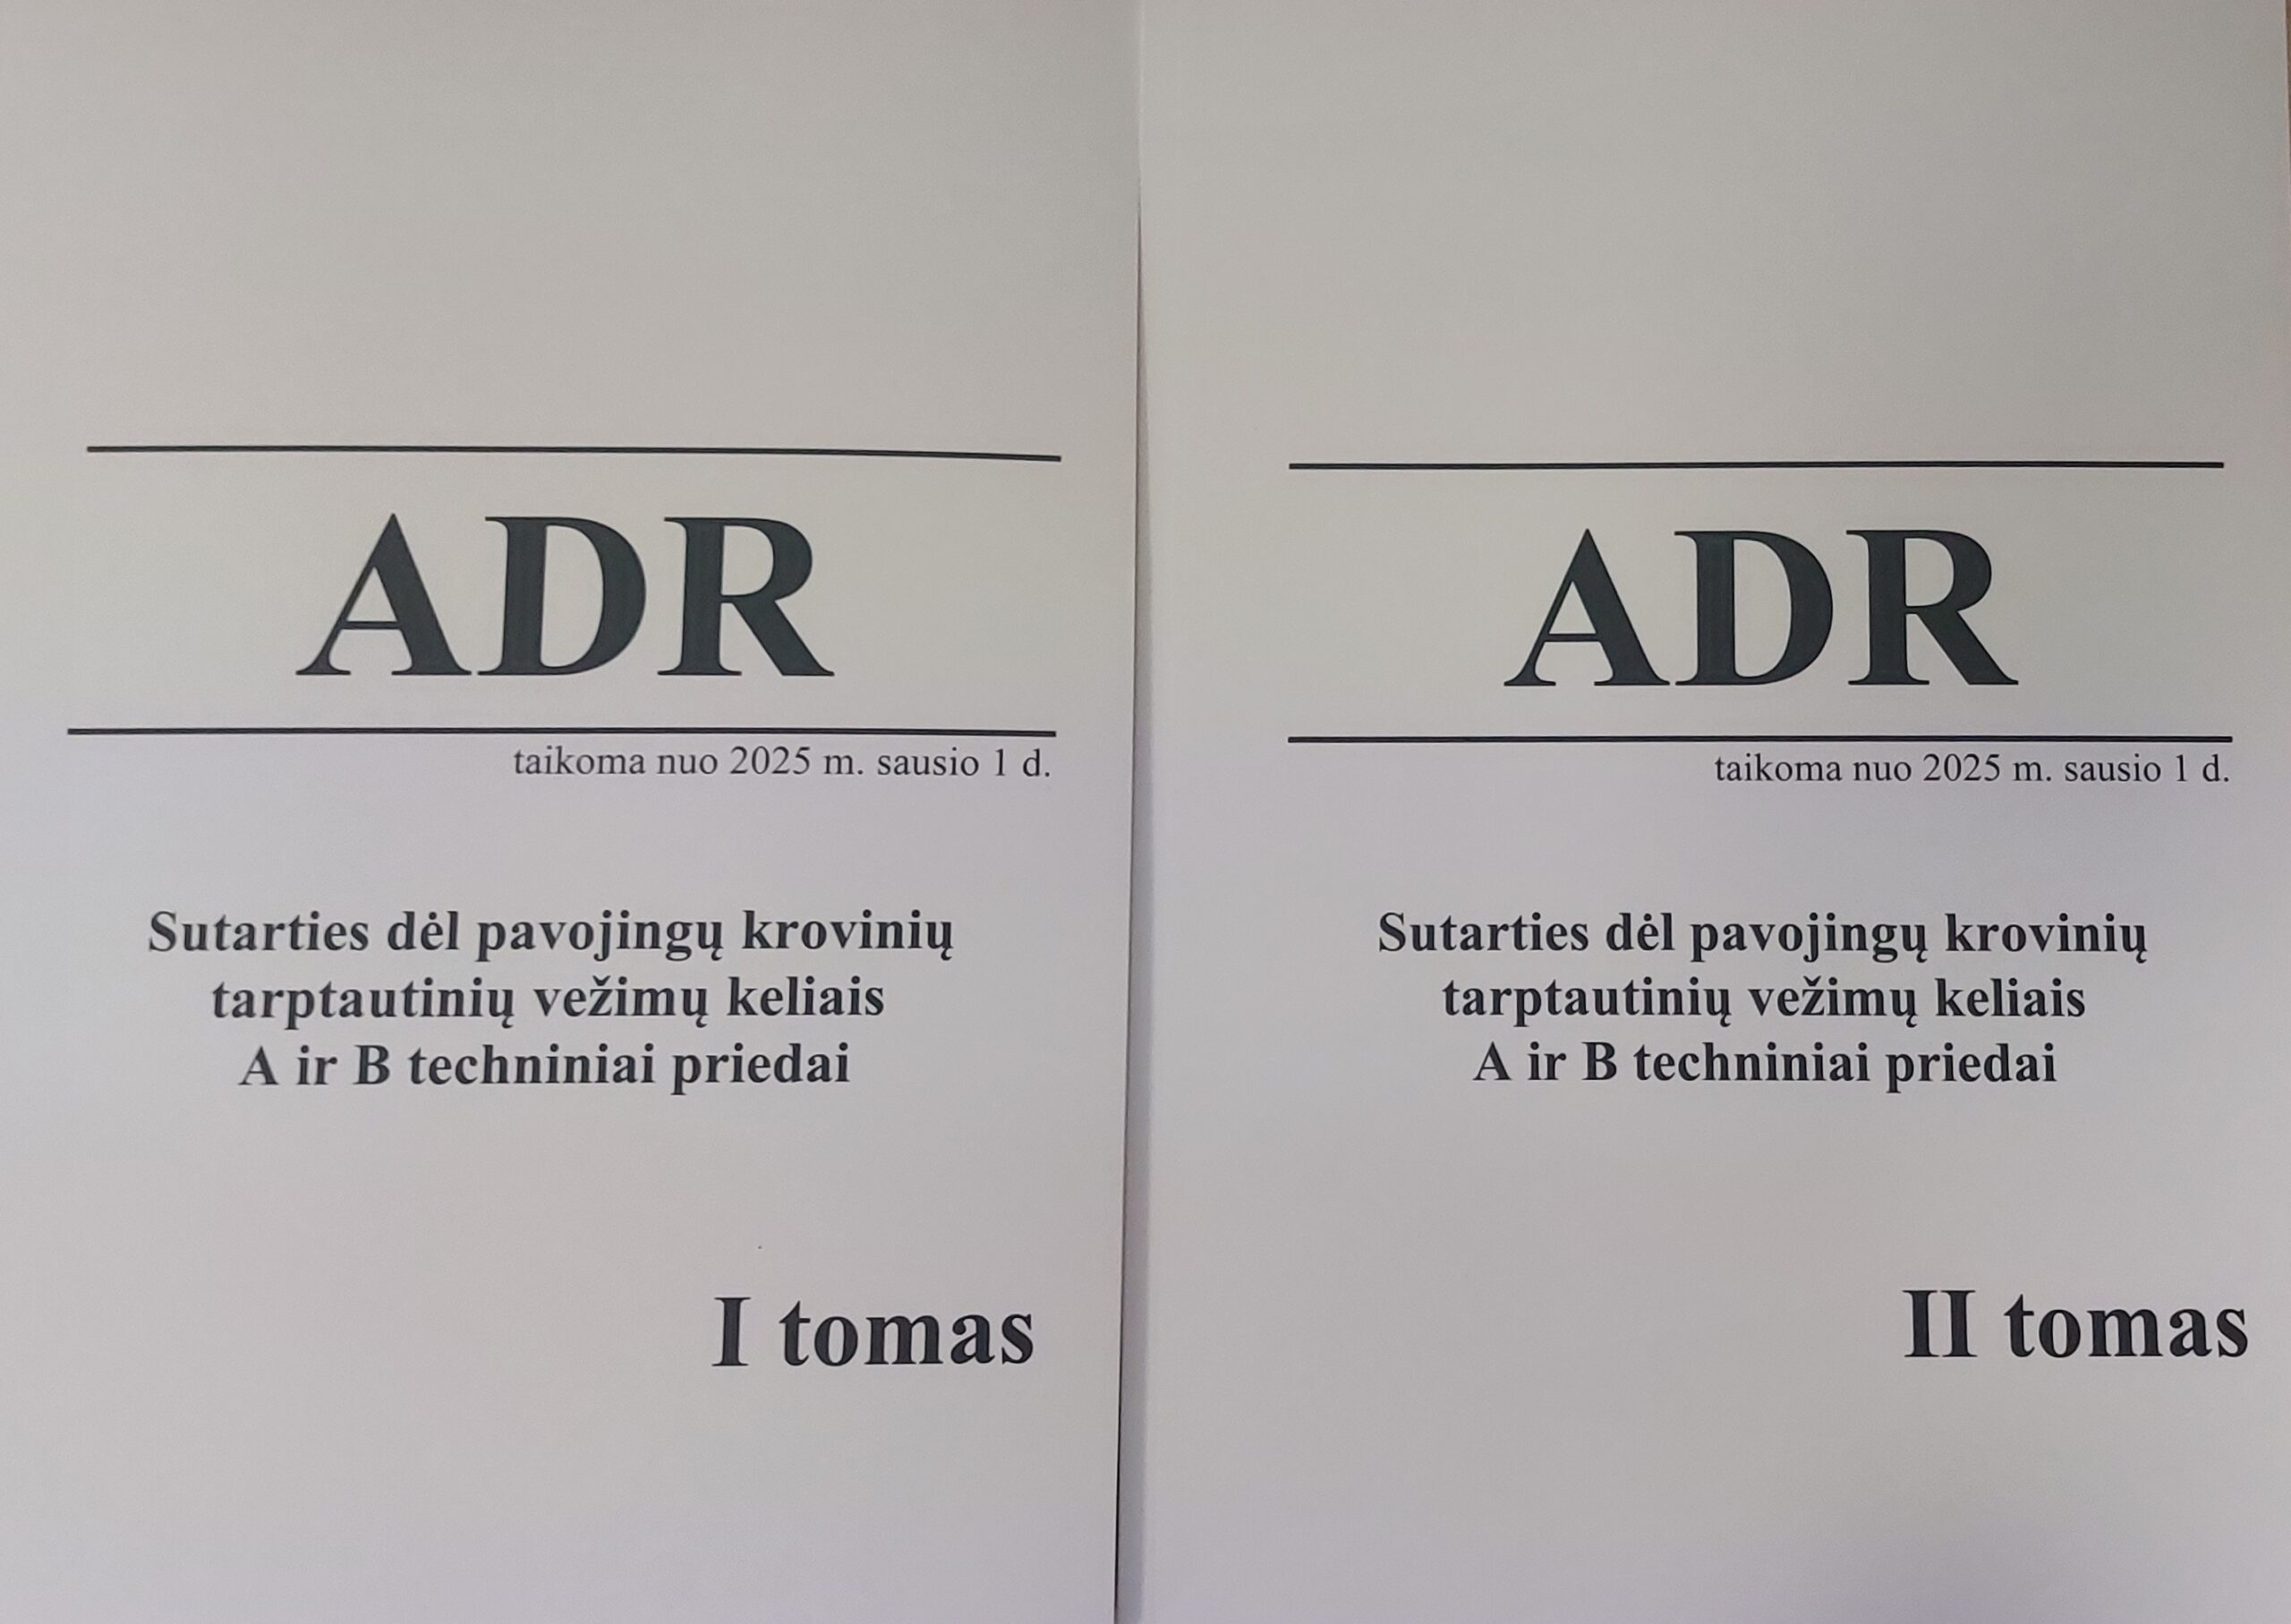 ADR
taikoma nuo 2025 m. sausio 1 d.
Sutarties dėl pavojingų krovinių
tarptautinių vežimų keliais
A ir B techniniai priedai
I tomas
ADR
taikoma nuo 2025 m. sausio 1 d.
Sutarties dėl pavojingų krovinių
tarptautinių vežimų keliais
A ir B techniniai priedai
II tomas